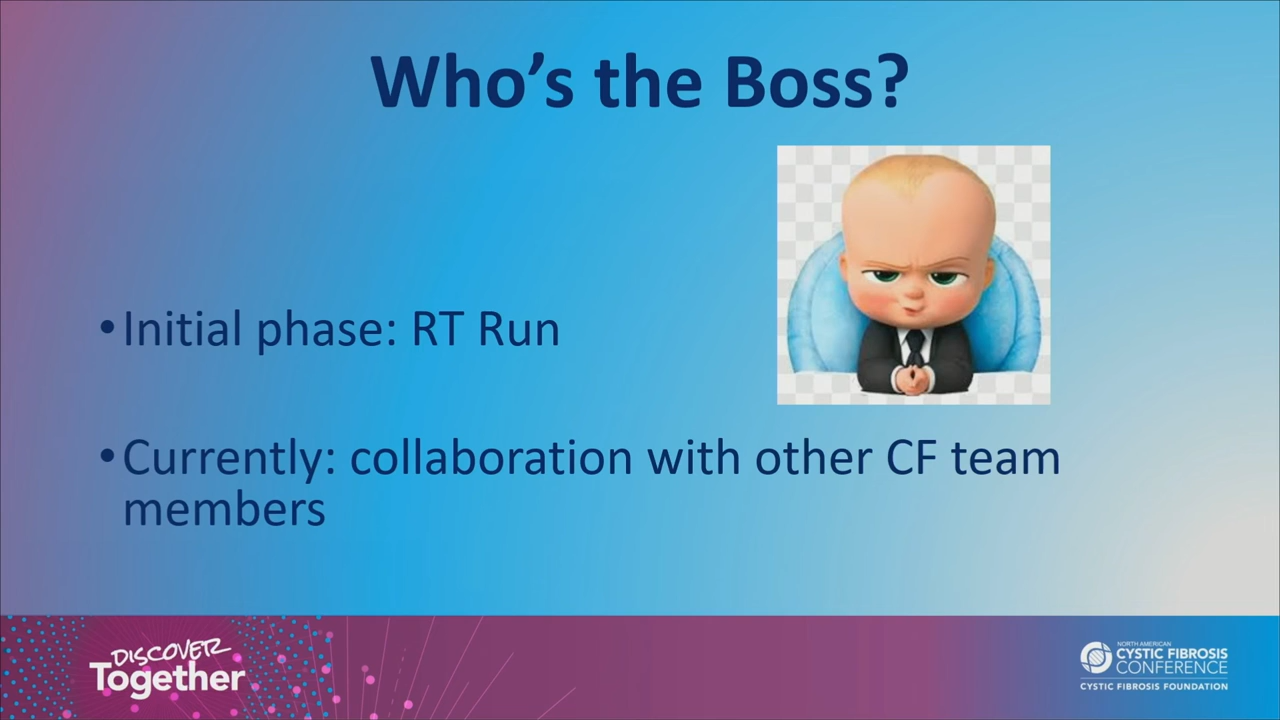 Who’s the Boss?
•Initial phase: RT Run
•Currently: collaboration with other CF team
members
DISCOVER
Together
NORTH AMERICAN
CYSTIC FIBROSIS
CONFERENCE
CYSTIC FIBROSIS FOUNDATION